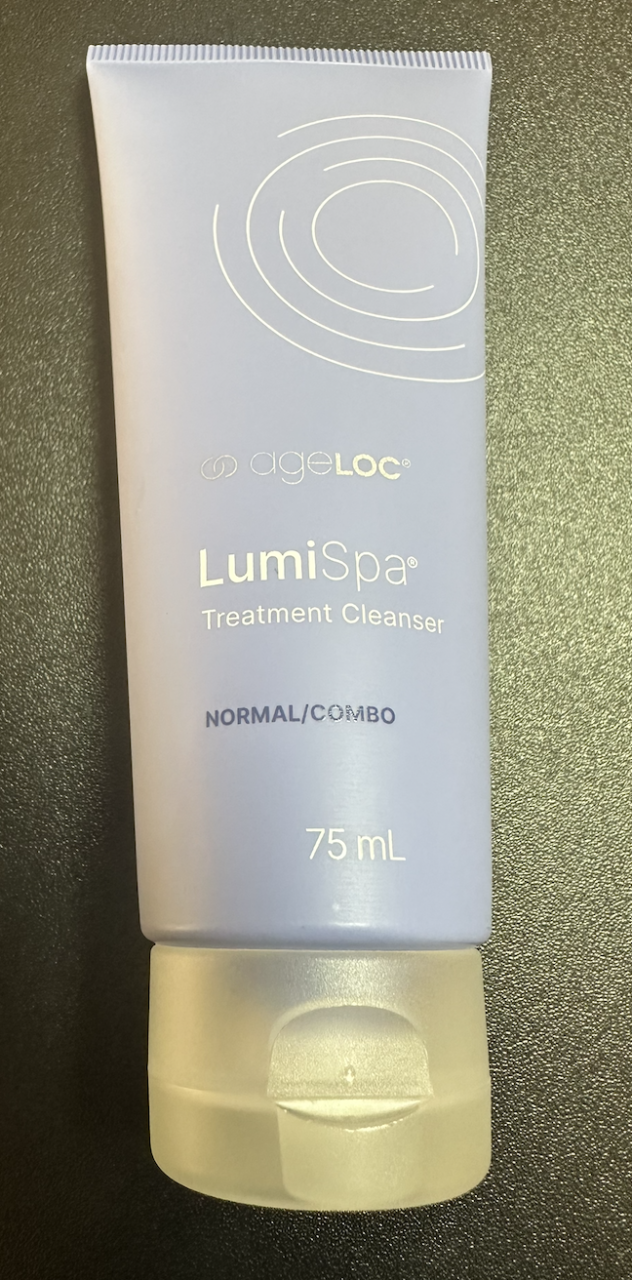 ageLOC®
LumiSpa®
Treatment Cleanser
NORMAL/COMBO
75 mL